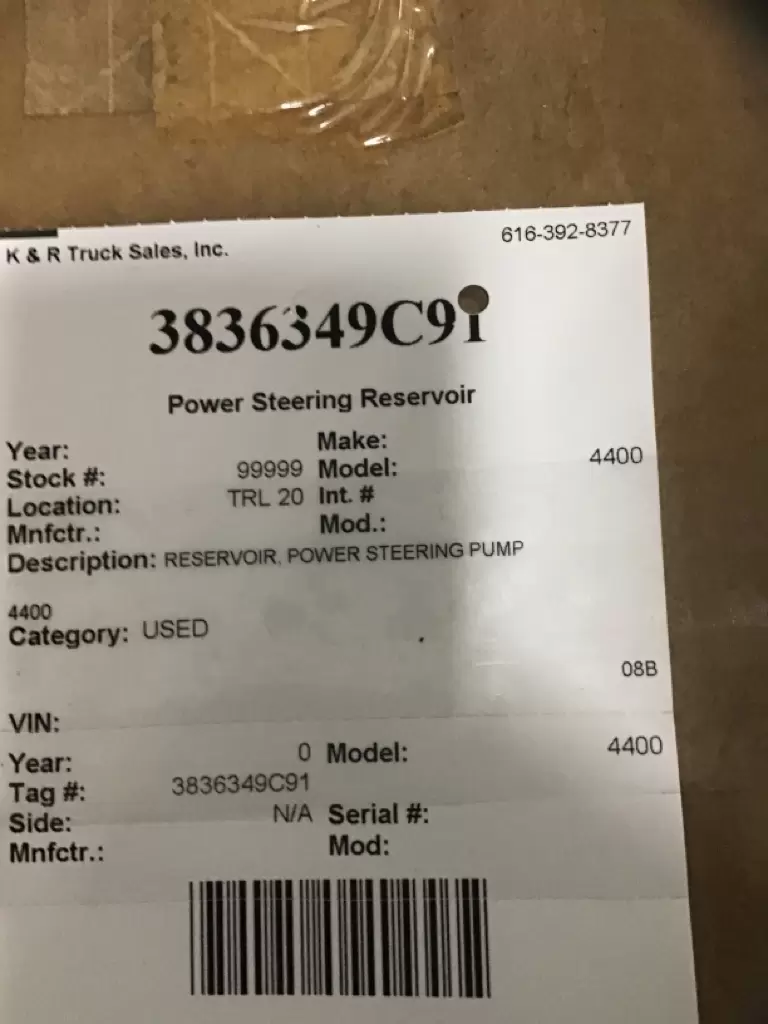 K & R Truck Sales, Inc. 616-392-8377
3836349C91
Power Steering Reservoir
Year: Make:
Stock #: 99999 Model: 4400
Location: TRL 20 Int. #
Mnfctr.: Mod.:
Description: RESERVOIR, POWER STEERING PUMP
4400
Category: USED
08B
VIN:
Year: 0 Model: 4400
Tag #: 3836349C91
Side: N/A Serial #:
Mnfctr.: Mod: